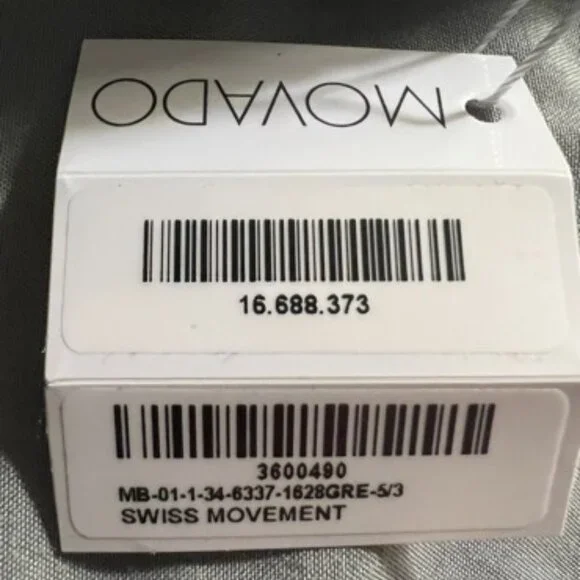 MOVADO
16.688.373
3600490
MB-01-1-34-6337-1628GRE-5/3
SWISS MOVEMENT